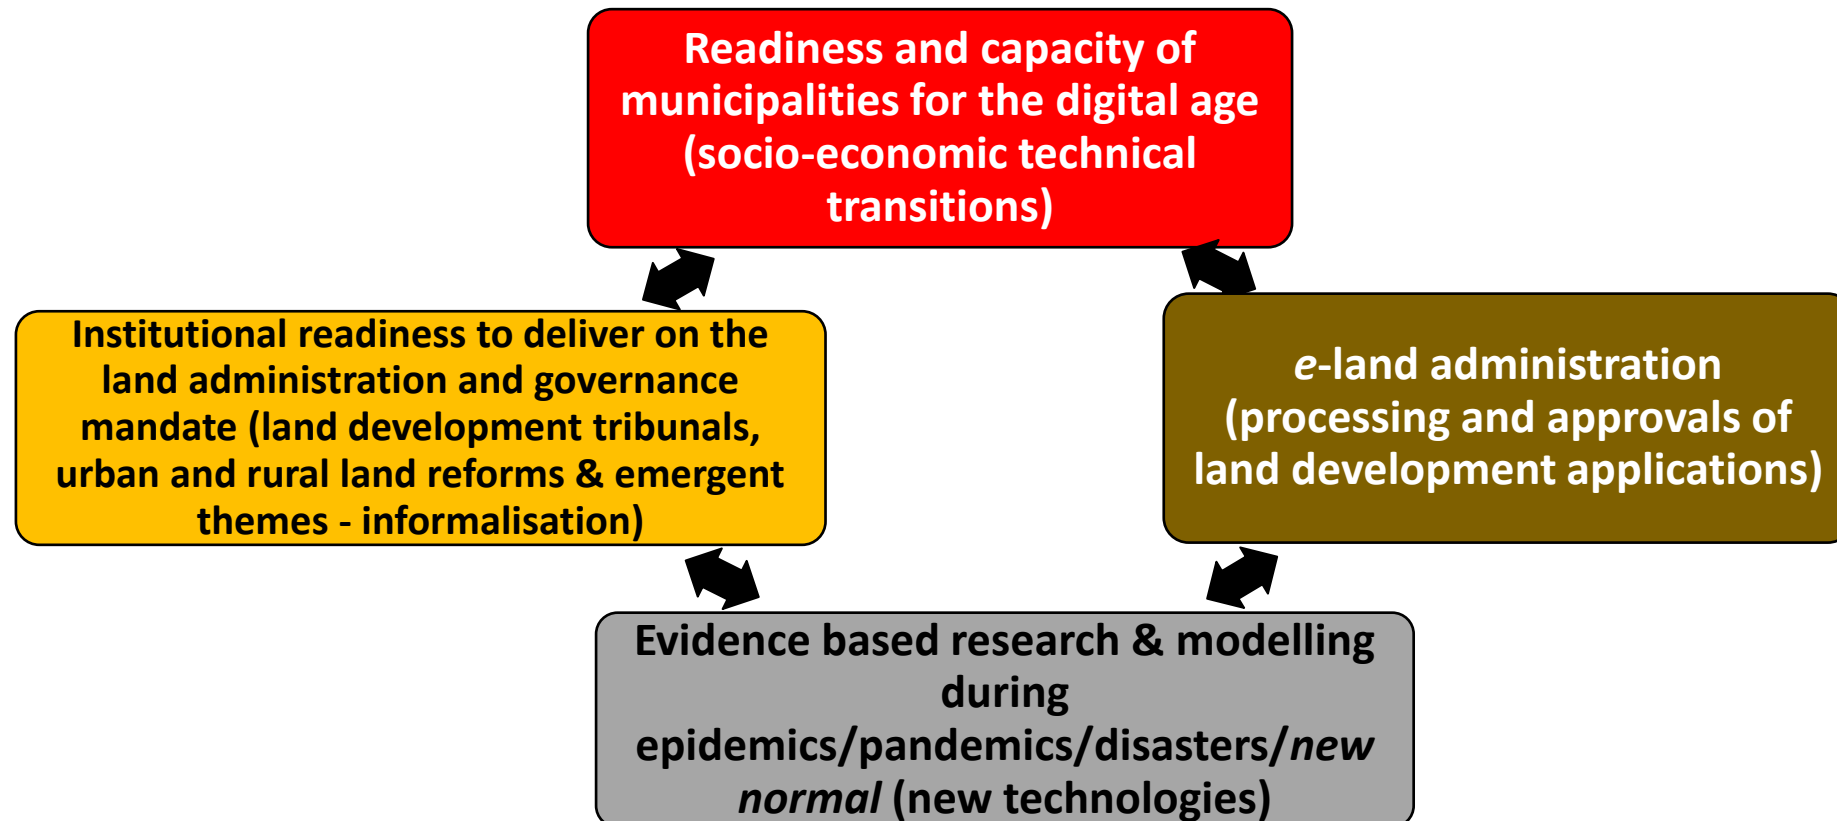 Readiness and capacity of
municipalities for the digital age
(socio-economic technical
transitions)
Institutional readiness to deliver on the
land administration and governance
mandate (land development tribunals,
urban and rural land reforms & emergent
themes - informalisation)
e-land administration
(processing and approvals of
land development applications)
Evidence based research & modelling
during
epidemics/pandemics/disasters/new
normal (new technologies)